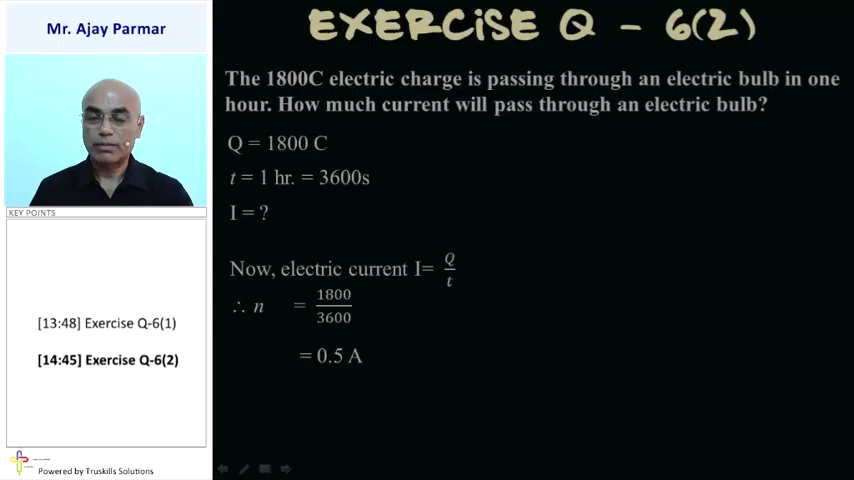 Mr. Ajay Parmar
EXERCISE Q - 6(2)
The 1800C electric charge is passing through an electric bulb in one
hour. How much current will pass through an electric bulb?
Q = 1800 C
t = 1 hr. = 3600s
I = ?
Now, electric current I= Q/t
∴ n = 1800/3600
= 0.5 A
KEY POINTS
[13:48] Exercise Q-6(1)
[14:45] Exercise Q-6(2)
Powered by Truskills Solutions